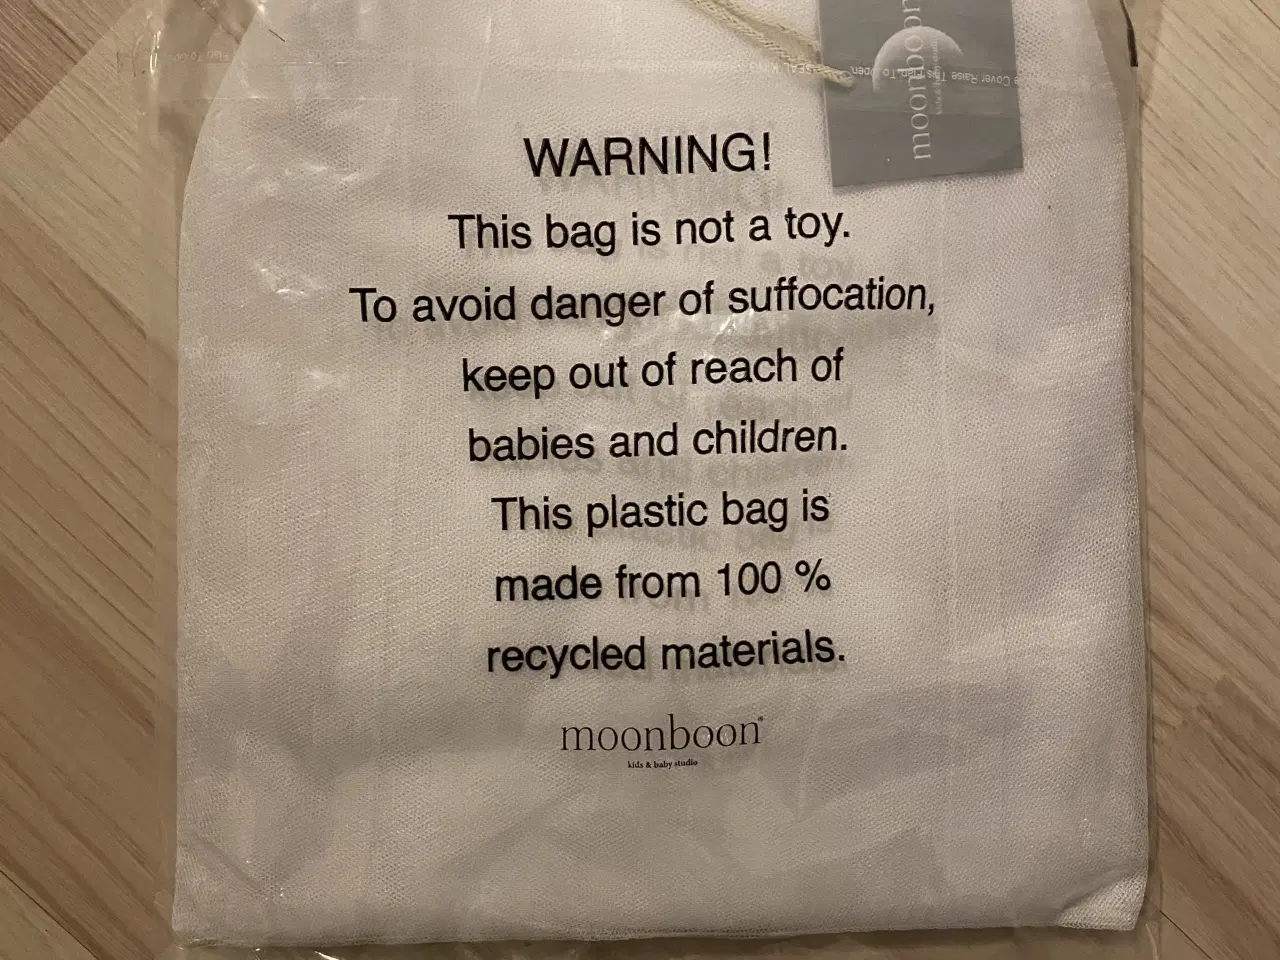 moonboon
WARNING!
This bag is not a toy.
To avoid danger of suffocation,
keep out of reach of
babies and children.
This plastic bag is
made from 100 %
recycled materials.
moonboon®
kids & baby studio